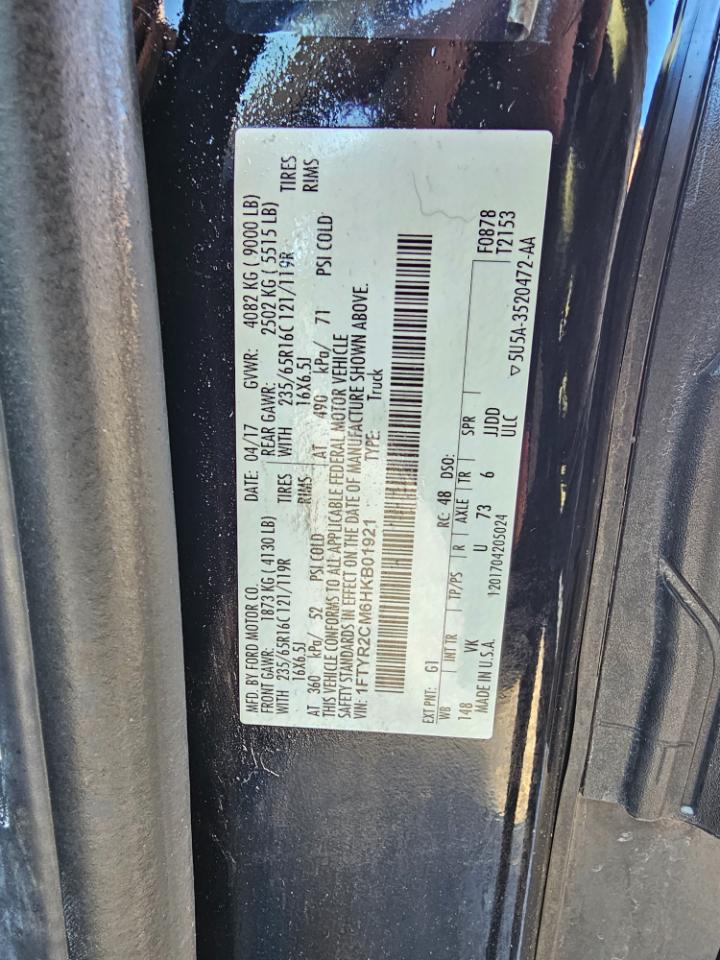 MFD. BY FORD MOTOR CO. DATE: 04/17 GVWR: 4082 KG ( 9000 LB)
FRONT GAWR: 1873 KG ( 4130 LB) REAR GAWR: 2502 KG ( 5515 LB)
WITH 235/65R16C 121/119R TIRES WITH 235/65R16C 121/119R TIRES
16X6.5J RIMS 16X6.5J RIMS
AT 360 kPa/ 52 PSI COLD AT 490 kPa/ 71 PSI COLD
THIS VEHICLE CONFORMS TO ALL APPLICABLE FEDERAL MOTOR VEHICLE
SAFETY STANDARDS IN EFFECT ON THE DATE OF MANUFACTURE SHOWN ABOVE.
VIN: 1FTYR2CM6HKB01921 TYPE: Truck
EXT PNT: G1 RC: 48 DSO: F0878
WB INT TR TP/PS R AXLE TR SPR T2153
148 VK U 73 6 JJDD
MADE IN U.S.A. 1201704205024 ULC ▽5U5A-3520472-AA